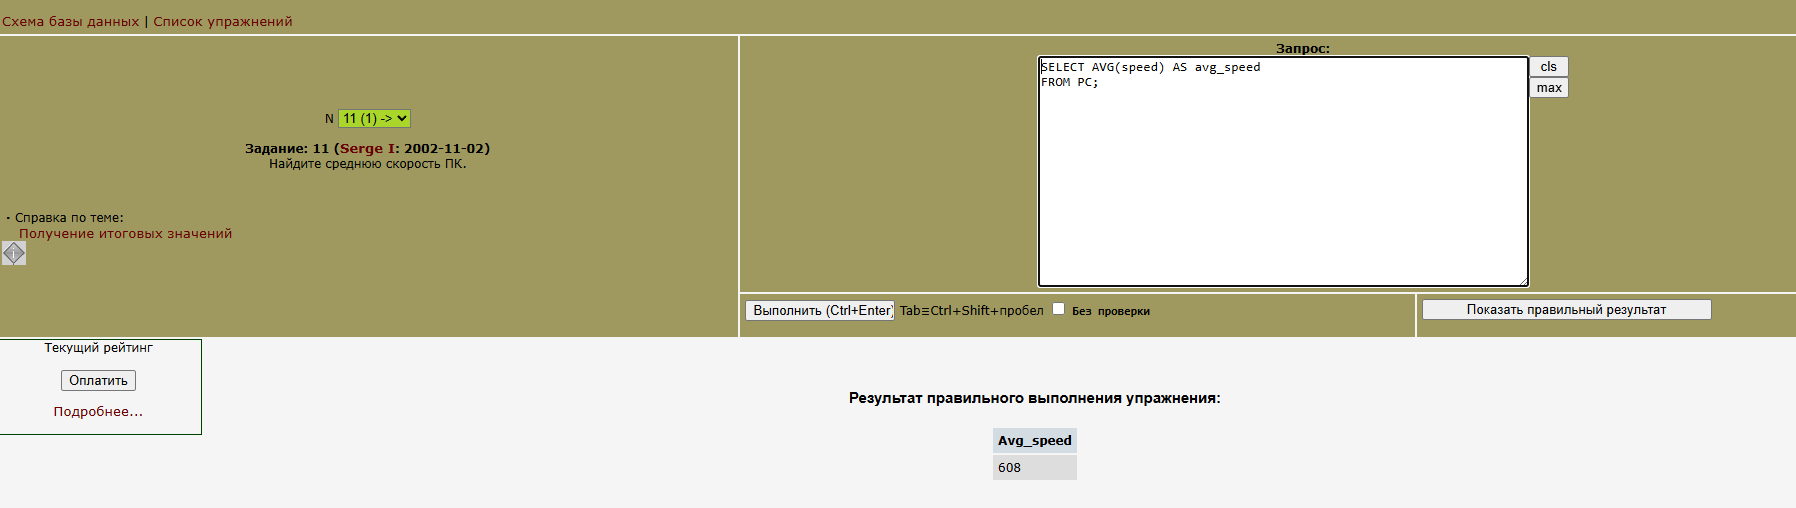 Схема базы данных | Список упражнений
N 11 (1) ->
Задание: 11 (Serge I: 2002-11-02)
Найдите среднюю скорость ПК.
· Справка по теме:
Получение итоговых значений
Запрос:
SELECT AVG(speed) AS avg_speed
FROM PC;
cls
max
Выполнить (Ctrl+Enter) Tab≡Ctrl+Shift+пробел Без проверки
Показать правильный результат
Текущий рейтинг
Оплатить
Подробнее...
Результат правильного выполнения упражнения:
Avg_speed
608